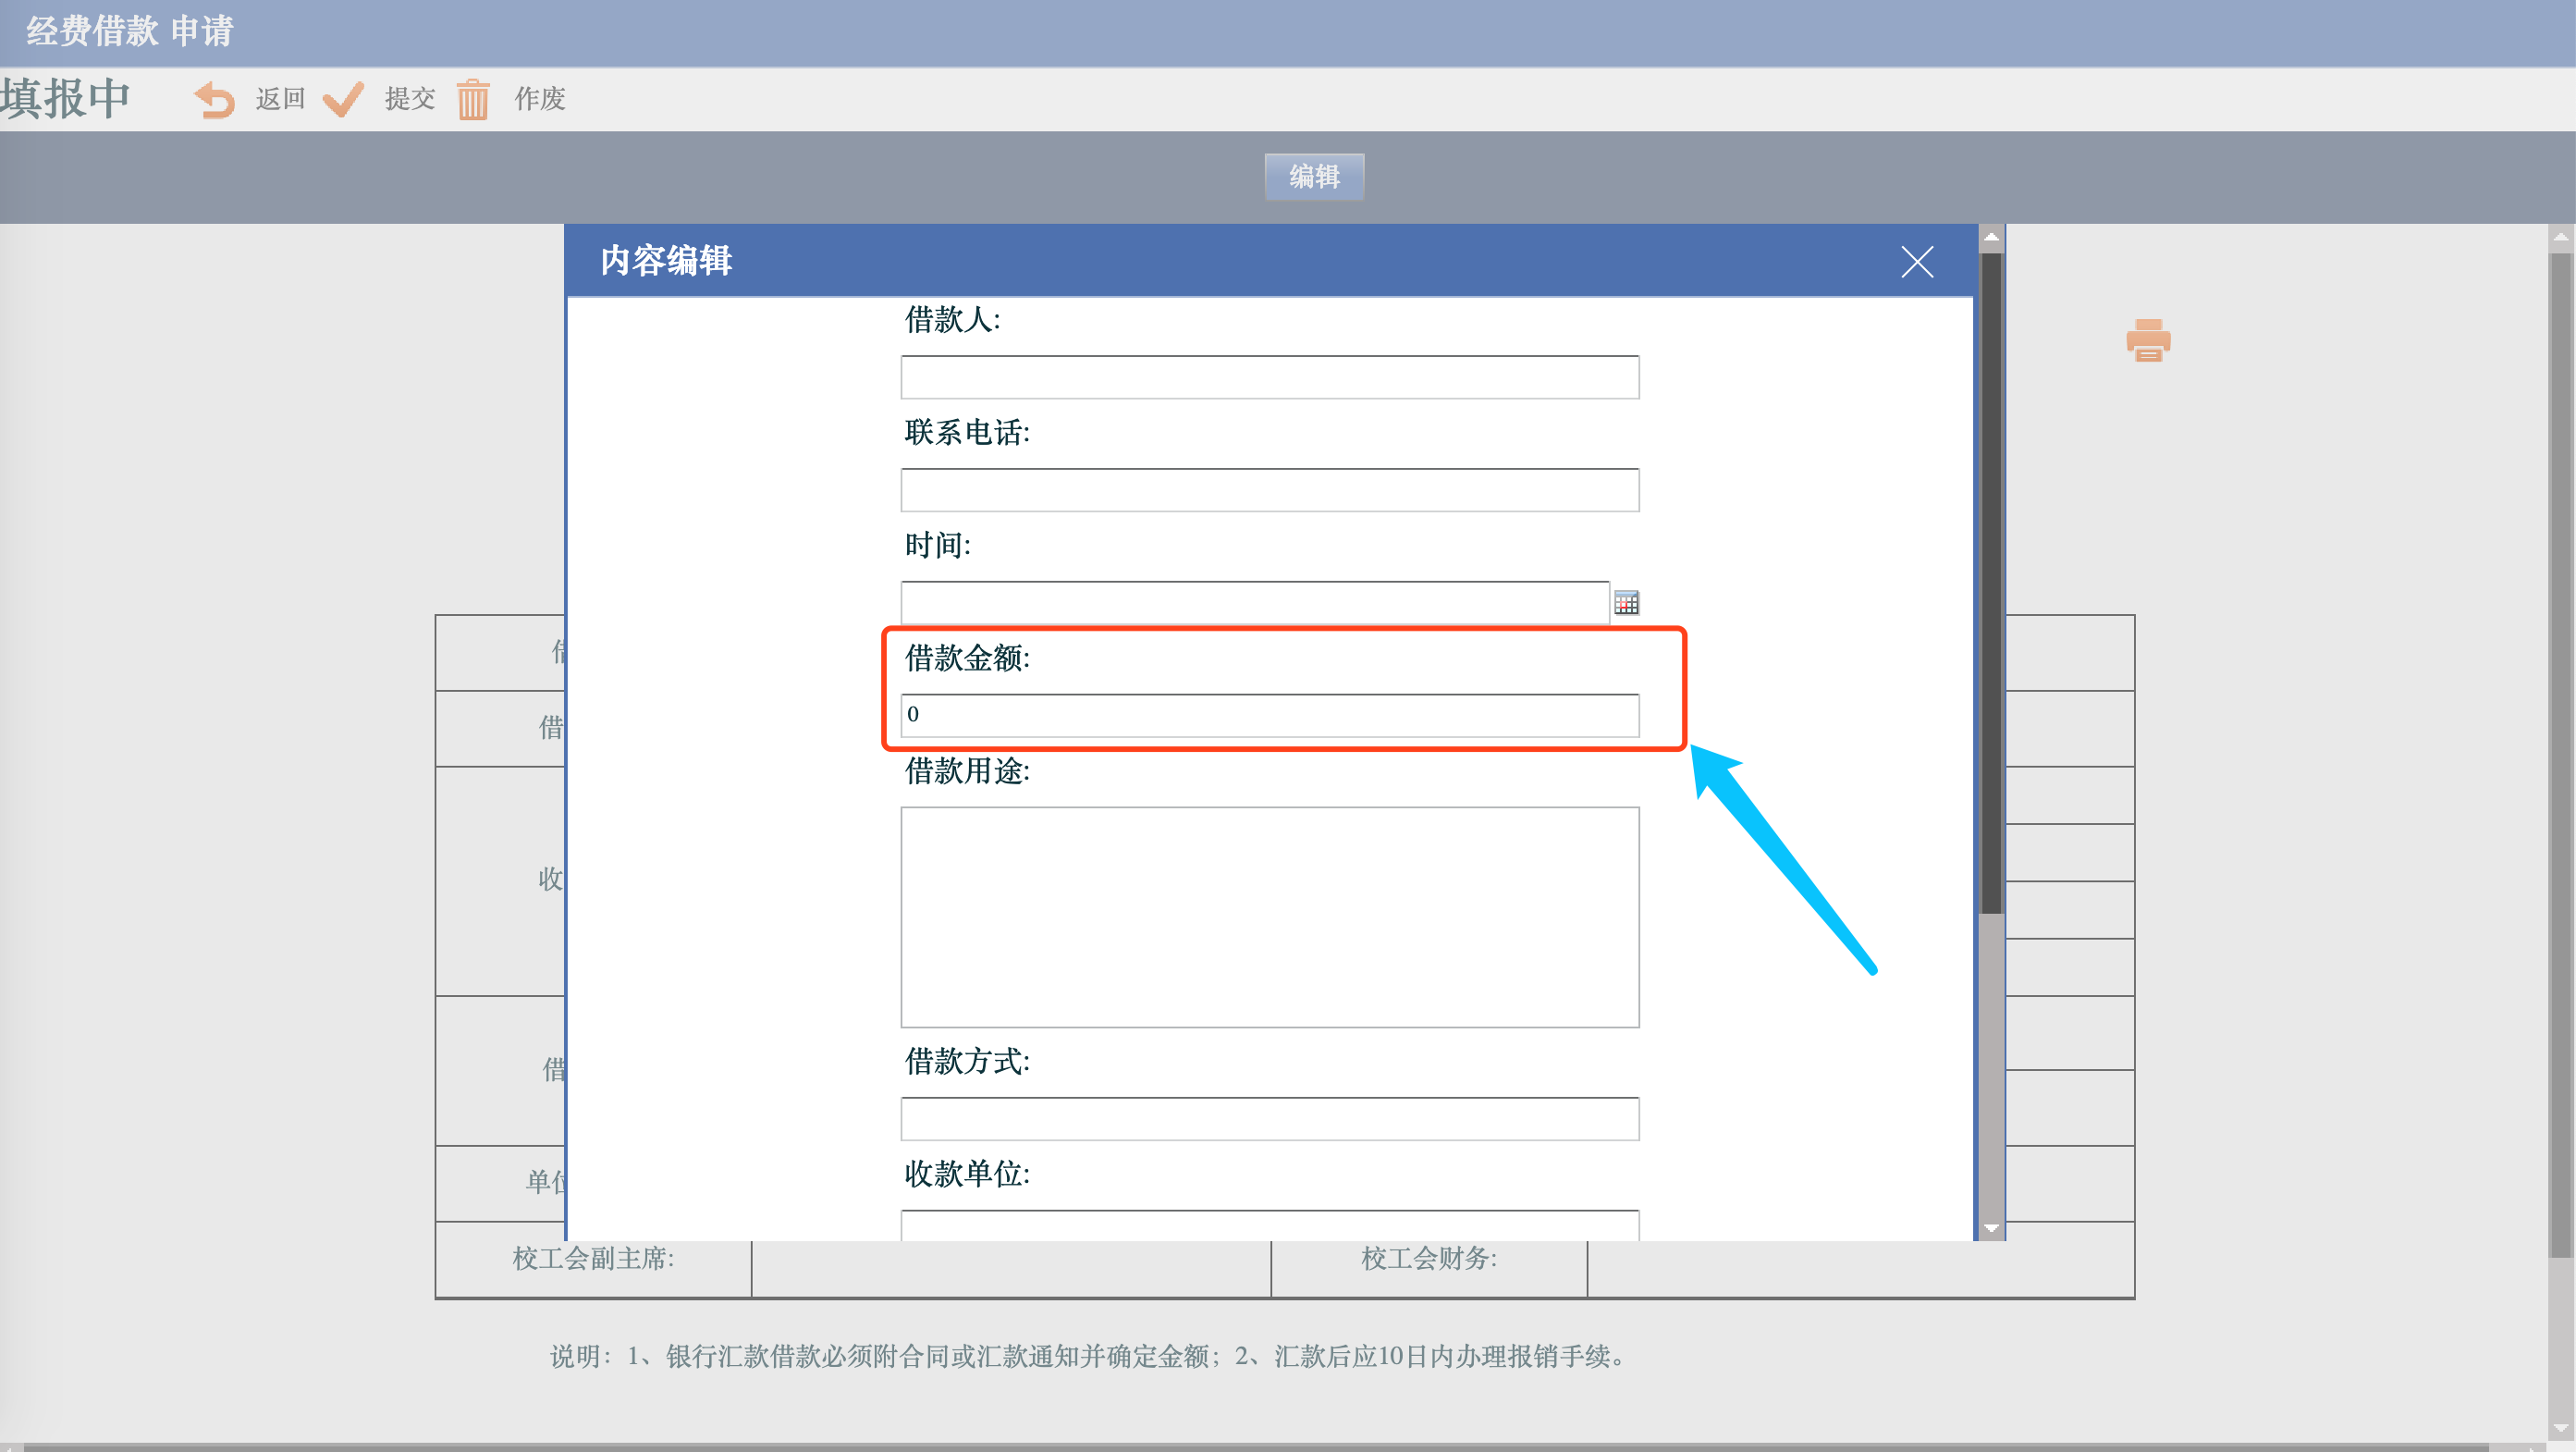 经费借款 申请
填报中 返回 提交 作废
编辑
内容编辑
借款人:
联系电话:
时间:
借款金额:
0
借款用途:
借款方式:
收款单位:
借
借
收
借
单位
校工会副主席: 校工会财务:
说明：1、银行汇款借款必须附合同或汇款通知并确定金额；2、汇款后应10日内办理报销手续。